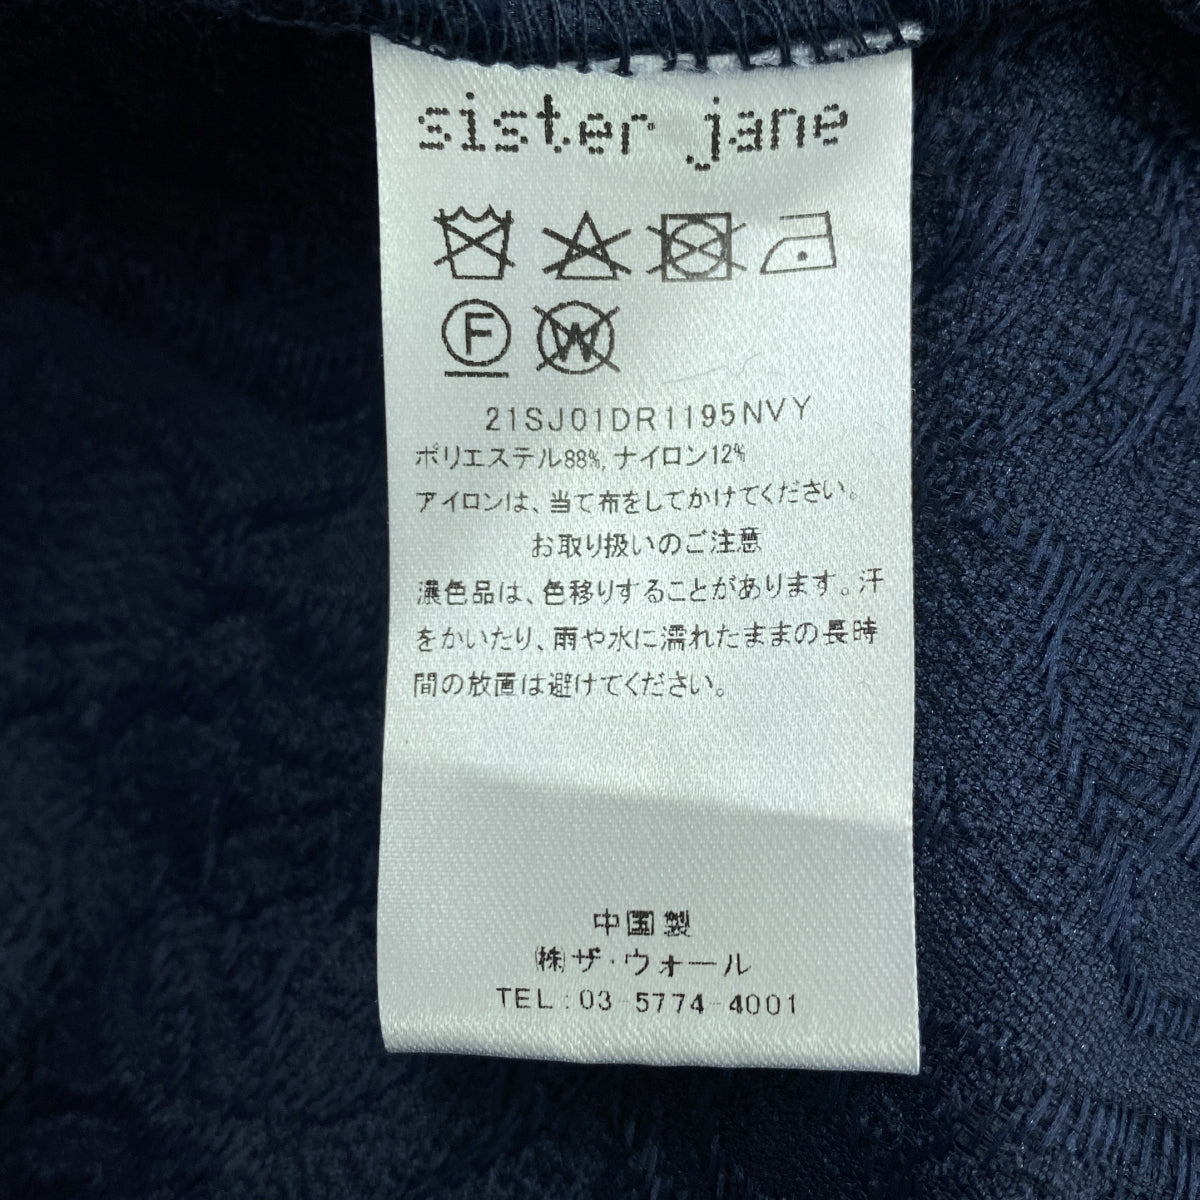 sister jane
F W
21SJ01DR1195NVY
ポリエステル88%, ナイロン12%
アイロンは、当て布をしてかけてください。
お取り扱いのご注意
濃色品は、色移りすることがあります。汗
をかいたり、雨や水に濡れたままの長時
間の放置は避けてください。
中国製
㈱ザ・ウォール
TEL:03-5774-4001